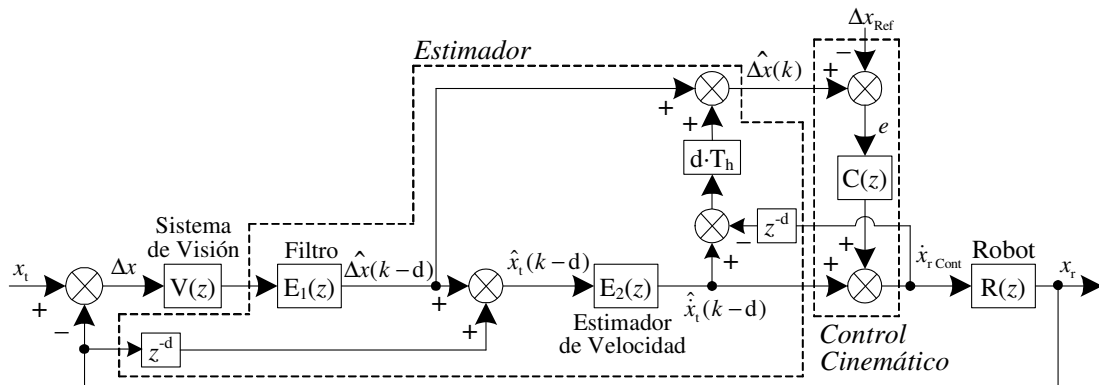 Δx_Ref
Estimador
Δ̂x(k)
−
+
+
+
e
d·T_h
C(z)
Sistema
de Visión
Filtro
z^-d
−
+
+
Robot
x_t
Δx
V(z)
E_1(z)
Δ̂x(k–d)
x̂_t(k–d)
E_2(z)
ẋ_r Cont
R(z)
x_r
+
−
+
+
+
z^-d
Estimador
de Velocidad
ẋ̂_t(k–d)
Control
Cinemático